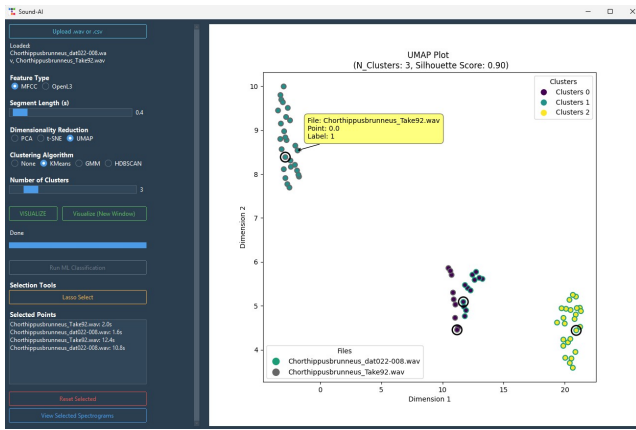 Sound-AI
Upload .wav or .csv
Loaded:
Chorthippusbrunneus_dat022-008.wa
v, Chorthippusbrunneus_Take92.wav
Feature Type
MFCC OpenL3
Segment Length (s)
0.4
Dimensionality Reduction
PCA t-SNE UMAP
Clustering Algorithm
None KMeans GMM HDBSCAN
Number of Clusters
3
VISUALIZE Visualize (New Window)
Done
Run ML Classification
Selection Tools
Lasso Select
Selected Points
Chorthippusbrunneus_Take92.wav: 2.0s
Chorthippusbrunneus_dat022-008.wav: 1.6s
Chorthippusbrunneus_Take92.wav: 12.4s
Chorthippusbrunneus_dat022-008.wav: 10.8s
Reset Selected
View Selected Spectrograms
UMAP Plot
(N_Clusters: 3, Silhouette Score: 0.90)
Clusters
Clusters 0
Clusters 1
Clusters 2
File: Chorthippusbrunneus_Take92.wav
Point: 0.0
Label: 1
10
9
8
7
6
5
4
Dimension 2
Files
Chorthippusbrunneus_dat022-008.wav
Chorthippusbrunneus_Take92.wav
0 5 10 15 20
Dimension 1